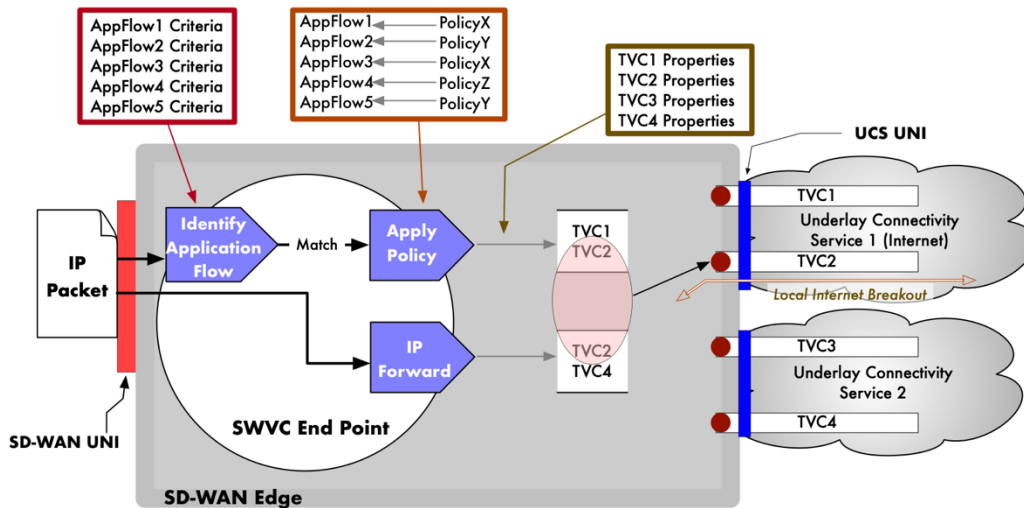 AppFlow1 Criteria
AppFlow2 Criteria
AppFlow3 Criteria
AppFlow4 Criteria
AppFlow5 Criteria
AppFlow1 PolicyX
AppFlow2 PolicyY
AppFlow3 PolicyX
AppFlow4 PolicyZ
AppFlow5 PolicyY
TVC1 Properties
TVC2 Properties
TVC3 Properties
TVC4 Properties
UCS UNI
IP
Packet
Identify
Application
Flow
Match
Apply
Policy
IP
Forward
TVC1
TVC2
TVC2
TVC4
TVC1
Underlay Connectivity
Service 1 (Internet)
TVC2
Local Internet Breakout
TVC3
Underlay Connectivity
Service 2
TVC4
SWVC End Point
SD-WAN UNI
SD-WAN Edge